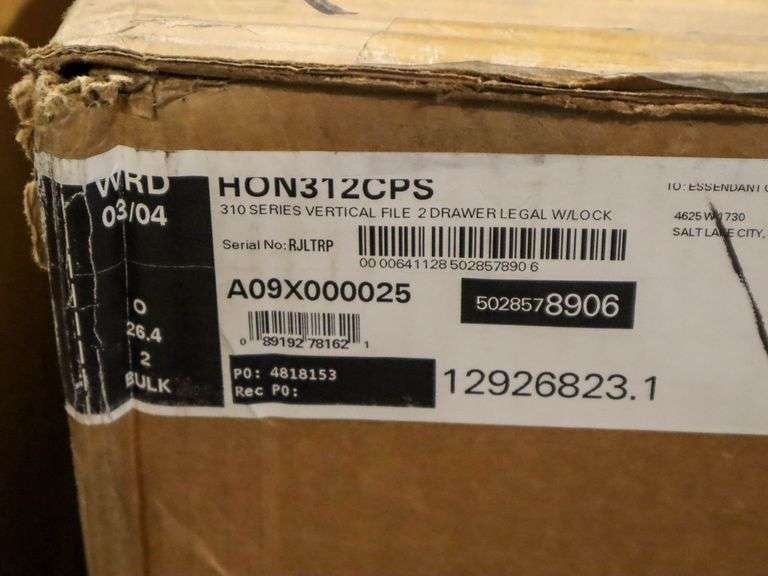 WRD
03/04
O
26.4
2
BULK
HON312CPS
310 SERIES VERTICAL FILE 2 DRAWER LEGAL W/LOCK
Serial No: RJLTRP
00 00641128 502857890 6
A09X000025
5028578906
0 89192 78162 1
PO: 4818153
Rec PO:
12926823.1
TO: ESSENDANT
4625 W 1730
SALT LAKE CITY,